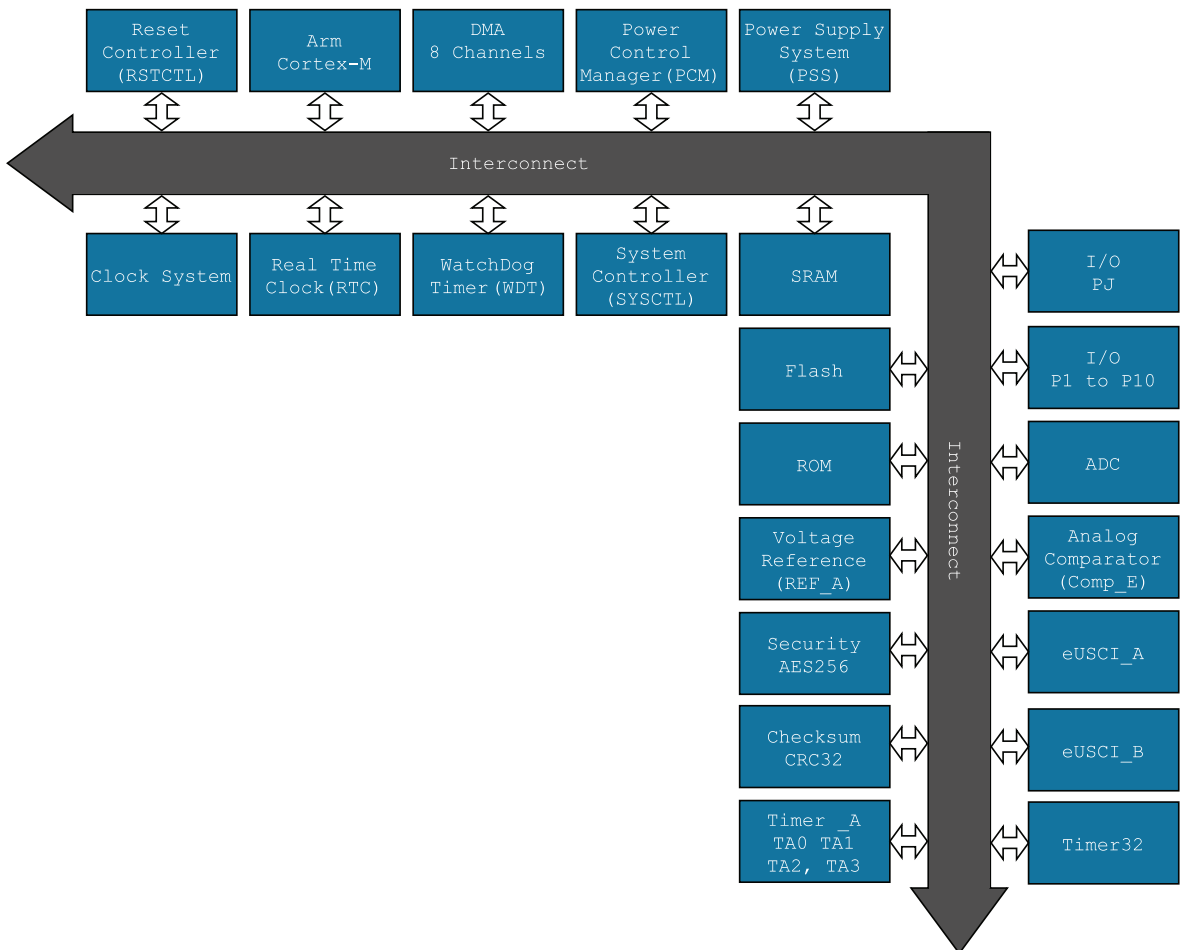 Reset
Controller
(RSTCTL)
Arm
Cortex-M
DMA
8 Channels
Power
Control
Manager(PCM)
Power Supply
System
(PSS)
Interconnect
Clock System
Real Time
Clock(RTC)
WatchDog
Timer(WDT)
System
Controller
(SYSCTL)
SRAM
I/O
PJ
Flash
I/O
P1 to P10
ROM
Interconnect
ADC
Voltage
Reference
(REF_A)
Analog
Comparator
(Comp_E)
Security
AES256
eUSCI_A
Checksum
CRC32
eUSCI_B
Timer _A
TA0 TA1
TA2, TA3
Timer32